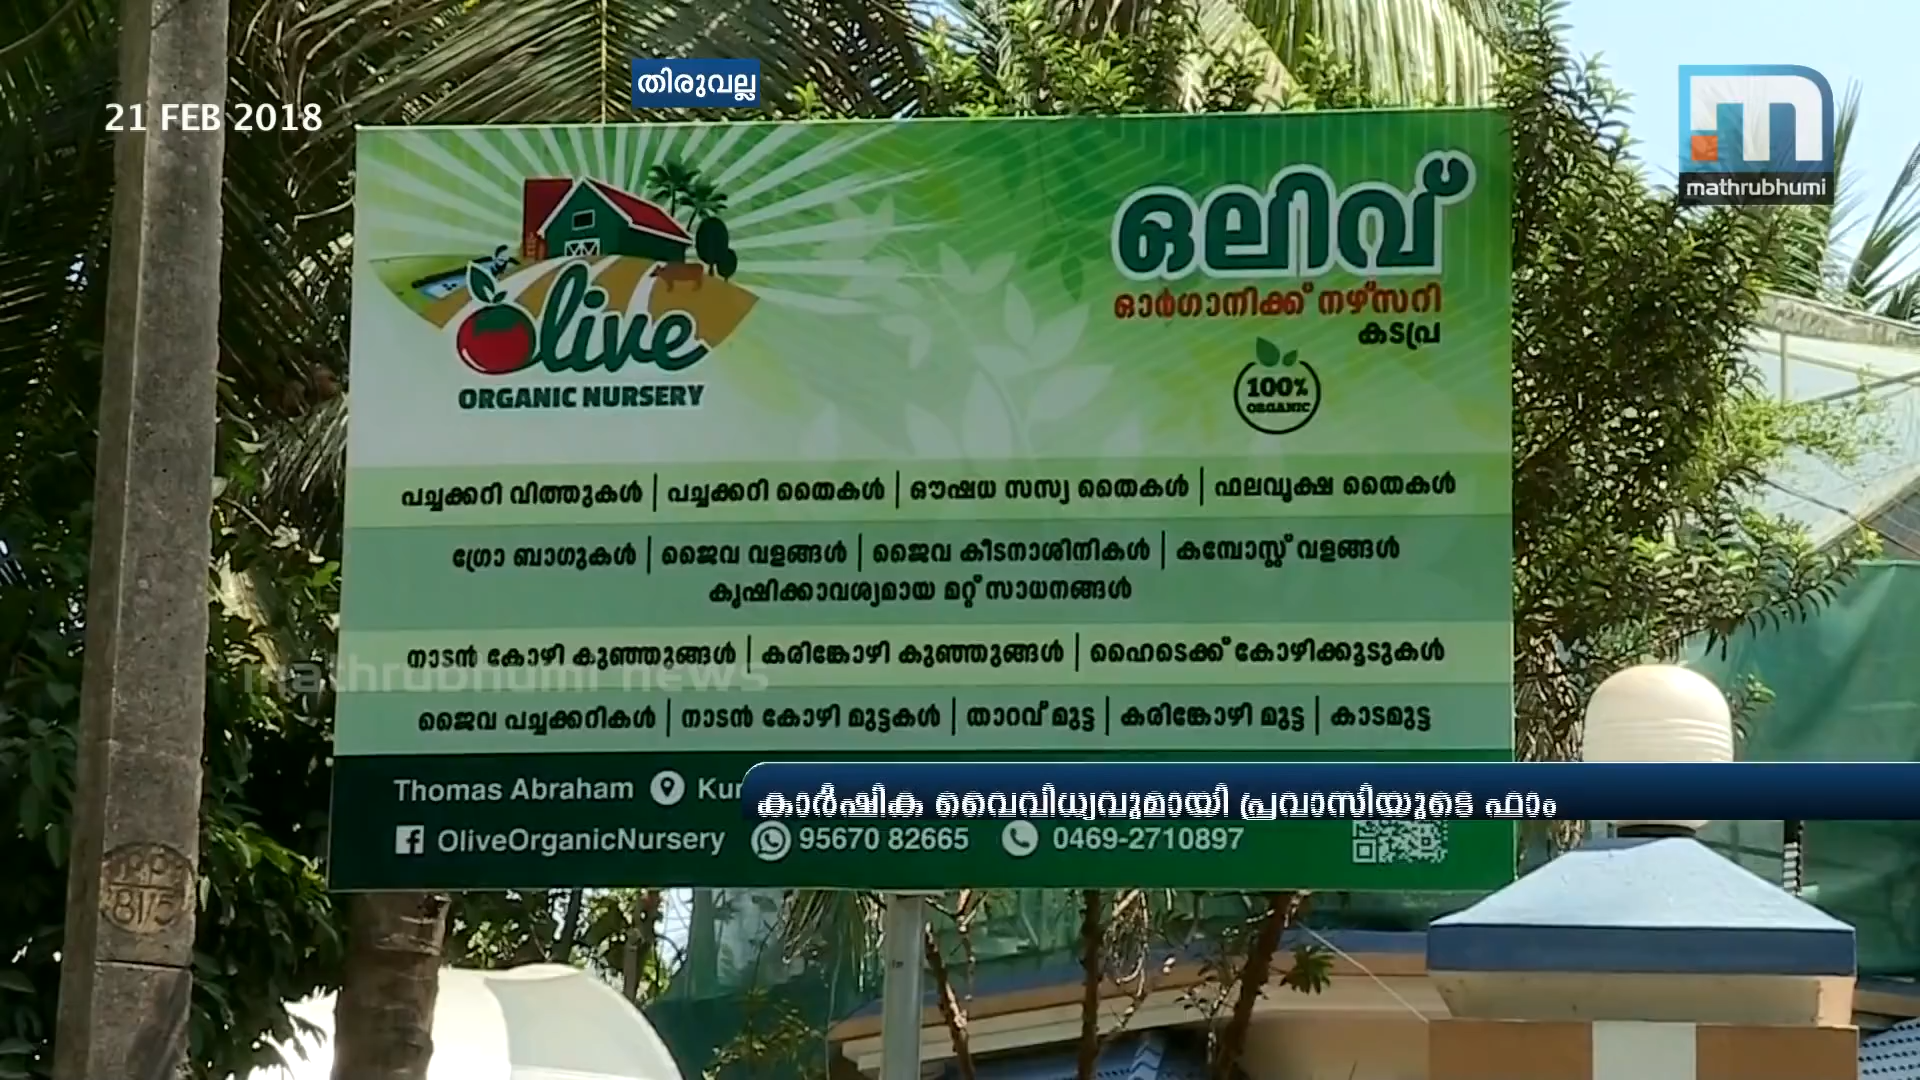 തിരുവല്ല
21 FEB 2018
mathrubhumi
ഒലിവ്
ഓർഗാനിക്ക് നഴ്സറി
കടപ്ര
Olive
ORGANIC NURSERY
100%
ORGANIC
പച്ചക്കറി വിത്തുകൾ | പച്ചക്കറി തൈകൾ | ഔഷധ സസ്യ തൈകൾ | ഫലവൃക്ഷ തൈകൾ
ഗ്രോ ബാഗുകൾ | ജൈവ വളങ്ങൾ | ജൈവ കീടനാശിനികൾ | കമ്പോസ്റ്റ് വളങ്ങൾ
കൃഷിക്കാവശ്യമായ മറ്റ് സാധനങ്ങൾ
നാടൻ കോഴി കുഞ്ഞുങ്ങൾ | കരിങ്കോഴി കുഞ്ഞുങ്ങൾ | ഹൈടെക്ക് കോഴിക്കൂടുകൾ
mathrubhumi news
ജൈവ പച്ചക്കറികൾ | നാടൻ കോഴി മുട്ടകൾ | താറവ് മുട്ട | കരിങ്കോഴി മുട്ട | കാടമുട്ട
Thomas Abraham
കാർഷിക വൈവിധ്യവുമായി പ്രവാസിയുടെ ഫാം
OliveOrganicNursery 95670 82665 0469-2710897